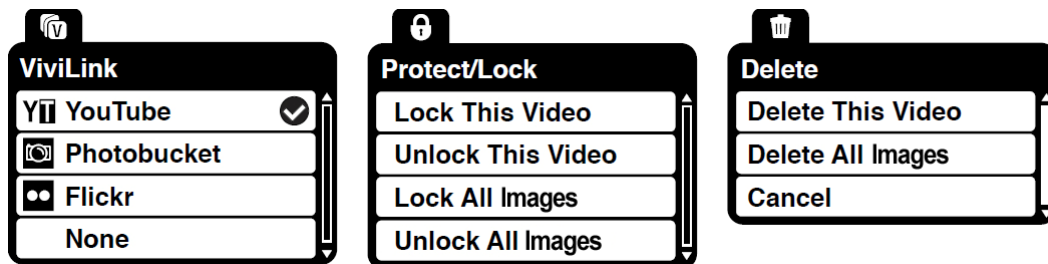 V
ViviLink
YT YouTube
Photobucket
Flickr
None
Protect/Lock
Lock This Video
Unlock This Video
Lock All Images
Unlock All Images
Delete
Delete This Video
Delete All Images
Cancel